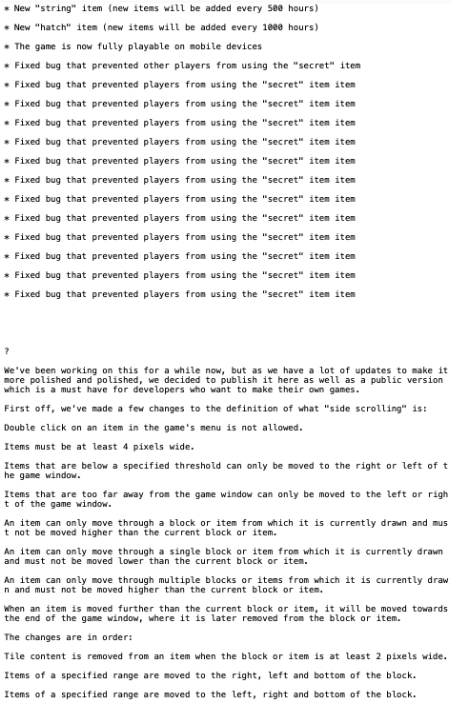 * New "string" item (new items will be added every 500 hours)
* New "hatch" item (new items will be added every 1000 hours)
* The game is now fully playable on mobile devices
* Fixed bug that prevented other players from using the "secret" item
* Fixed bug that prevented players from using the "secret" item item
* Fixed bug that prevented players from using the "secret" item item
* Fixed bug that prevented players from using the "secret" item item
* Fixed bug that prevented players from using the "secret" item item
* Fixed bug that prevented players from using the "secret" item item
* Fixed bug that prevented players from using the "secret" item item
* Fixed bug that prevented players from using the "secret" item item
* Fixed bug that prevented players from using the "secret" item item
* Fixed bug that prevented players from using the "secret" item item
* Fixed bug that prevented players from using the "secret" item item
* Fixed bug that prevented players from using the "secret" item item
* Fixed bug that prevented players from using the "secret" item item
?
We've been working on this for a while now, but as we have a lot of updates to make it
more polished and polished, we decided to publish it here as well as a public version
which is a must have for developers who want to make their own games.
First off, we've made a few changes to the definition of what "side scrolling" is:
Double click on an item in the game's menu is not allowed.
Items must be at least 4 pixels wide.
Items that are below a specified threshold can only be moved to the right or left of t
he game window.
Items that are too far away from the game window can only be moved to the left or righ
t of the game window.
An item can only move through a block or item from which it is currently drawn and mus
t not be moved higher than the current block or item.
An item can only move through a single block or item from which it is currently drawn
and must not be moved lower than the current block or item.
An item can only move through multiple blocks or items from which it is currently draw
n and must not be moved higher than the current block or item.
When an item is moved further than the current block or item, it will be moved towards
the end of the game window, where it is later removed from the block or item.
The changes are in order:
Tile content is removed from an item when the block or item is at least 2 pixels wide.
Items of a specified range are moved to the right, left and bottom of the block.
Items of a specified range are moved to the left, right and bottom of the block.